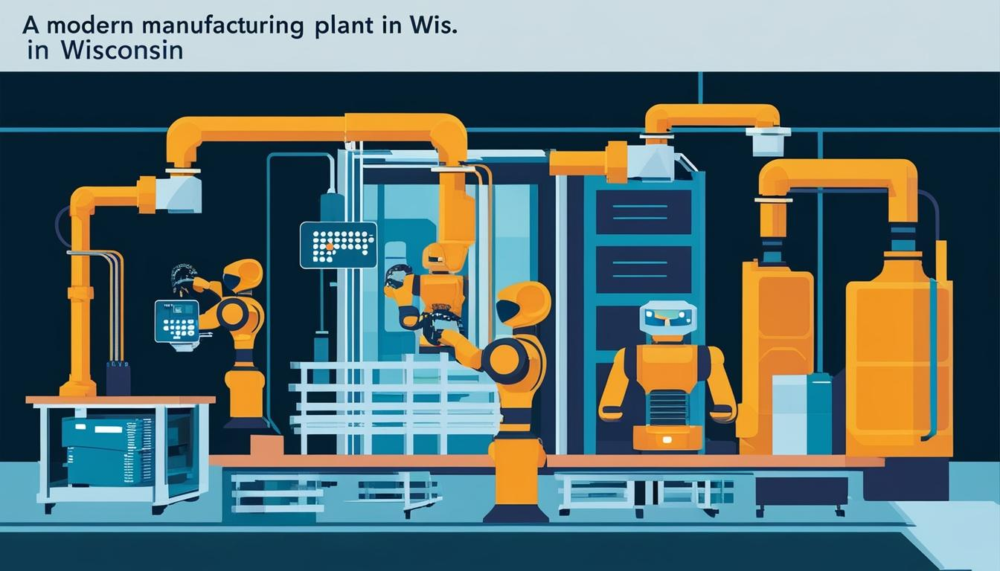 A modern manufacturing plant in Wis.
in Wisconsin